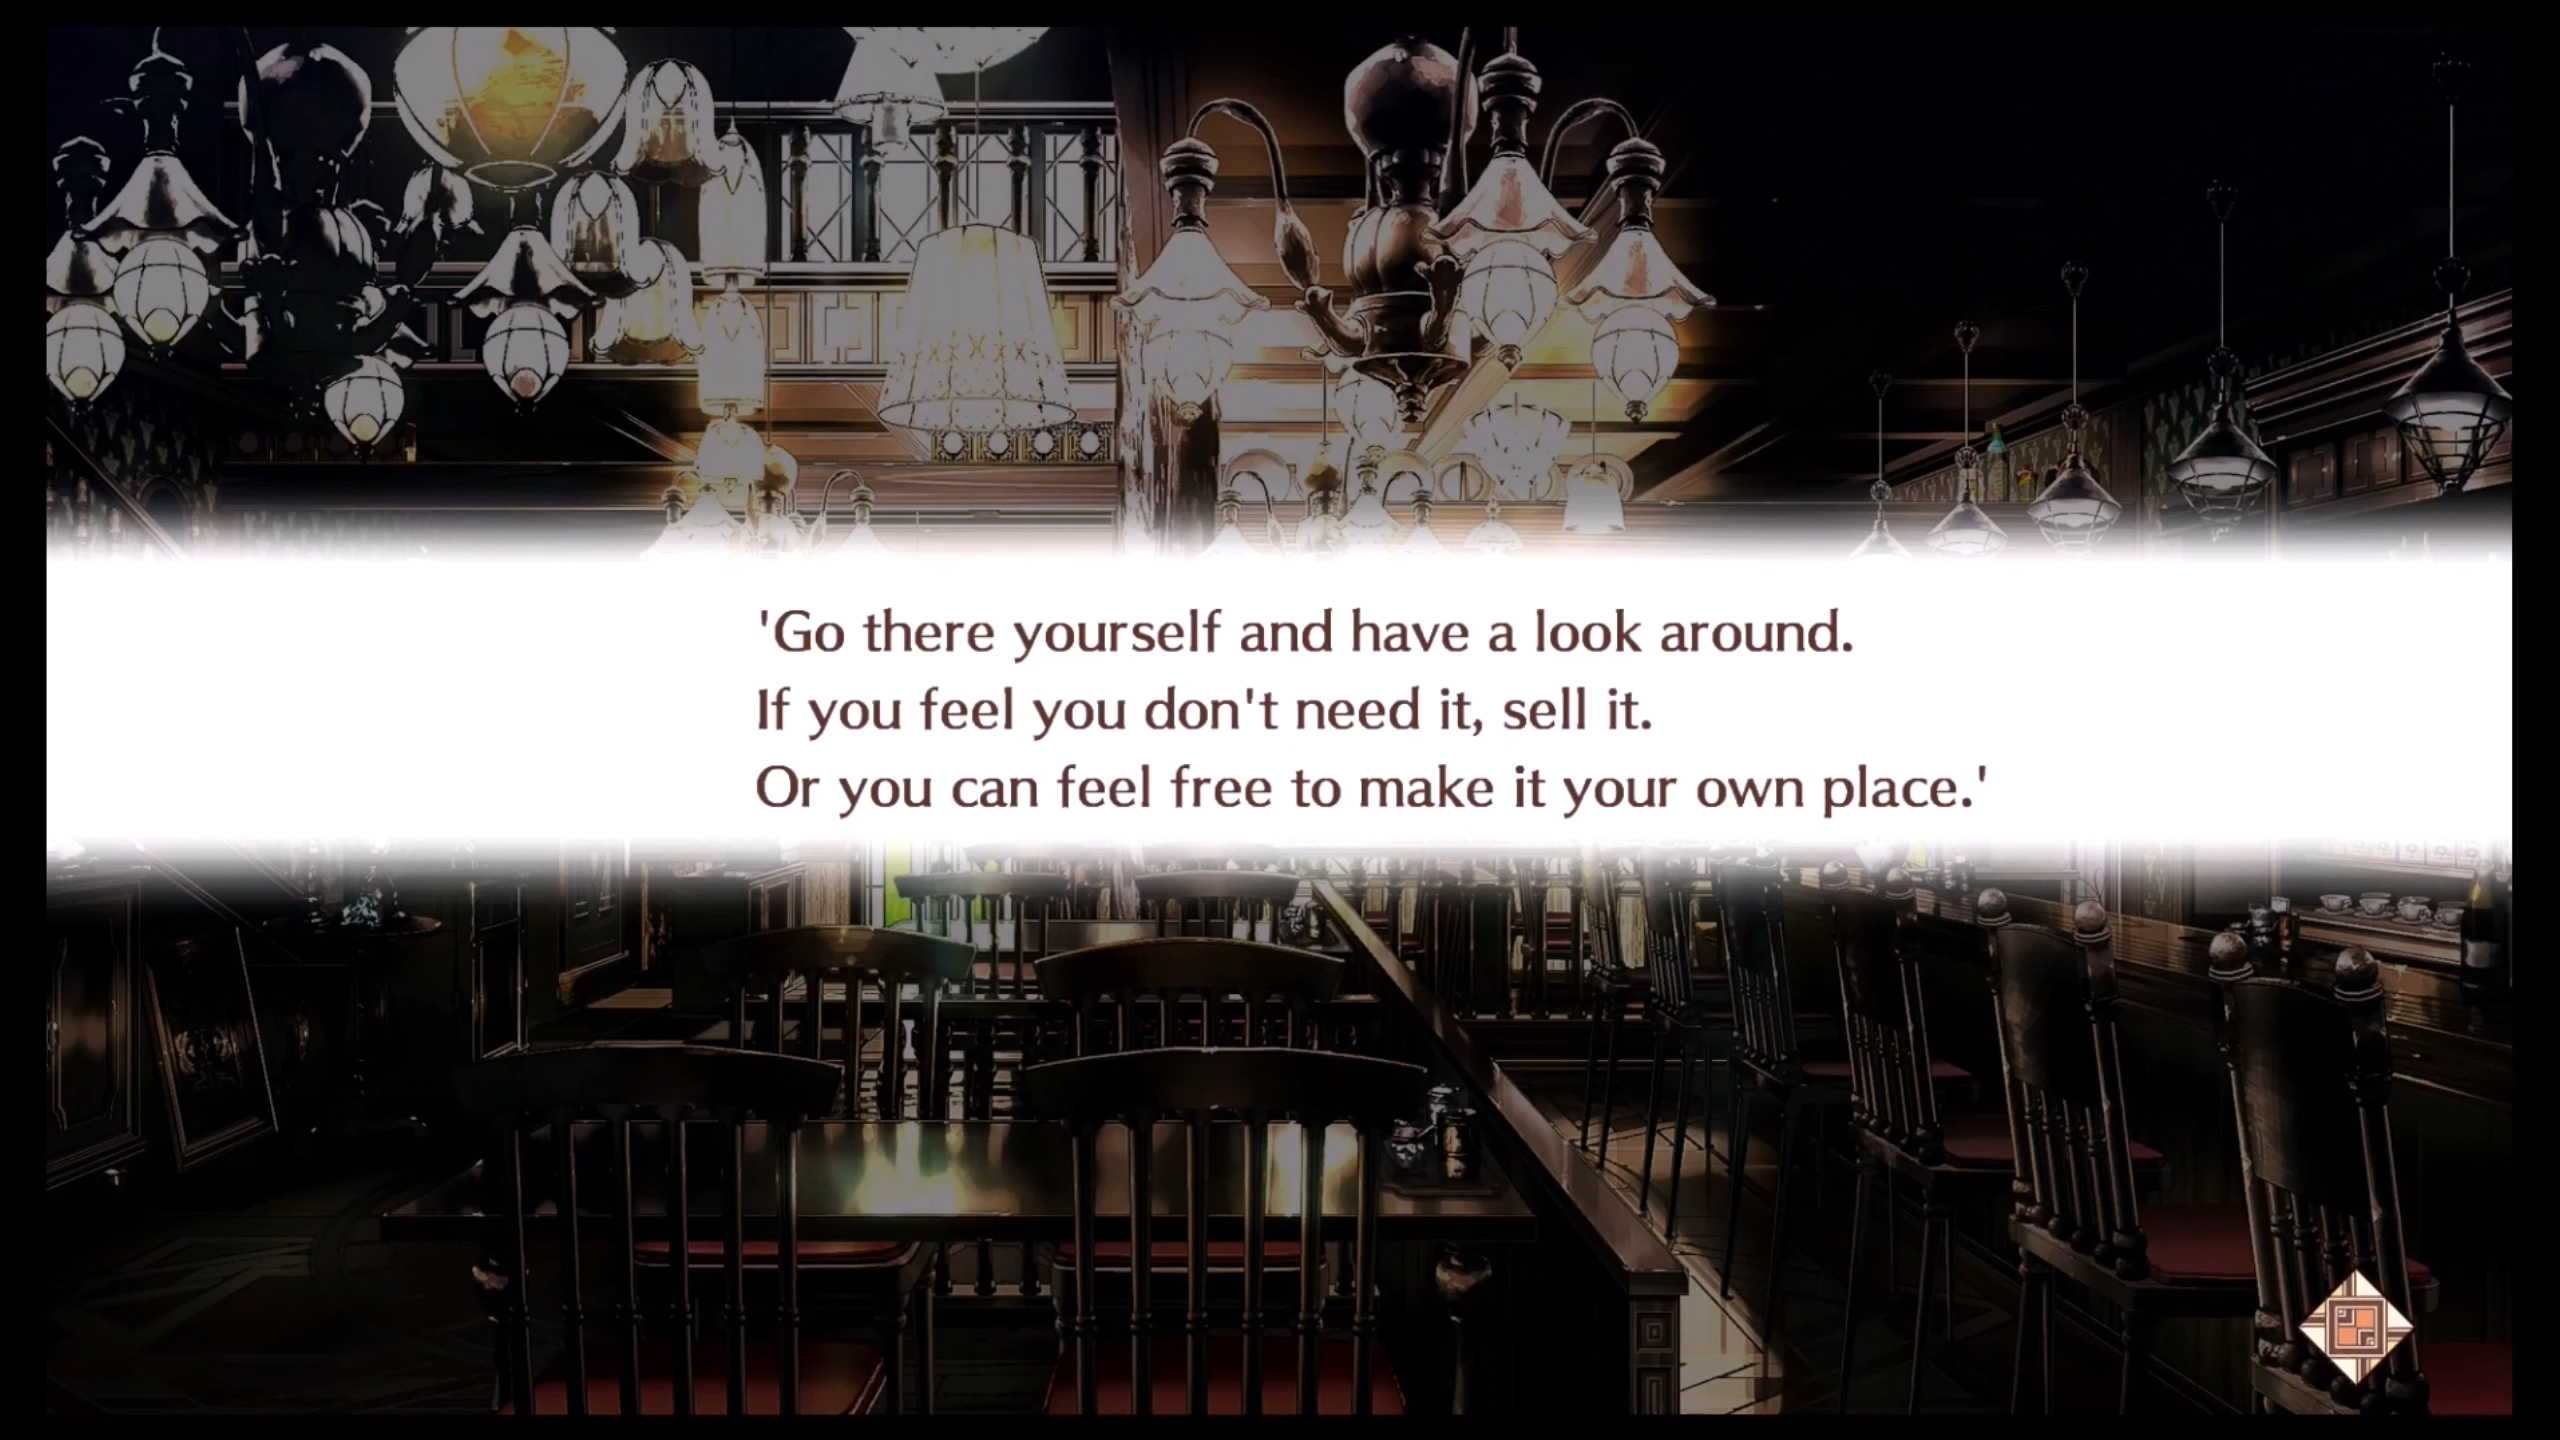 'Go there yourself and have a look around.
If you feel you don't need it, sell it.
Or you can feel free to make it your own place.'